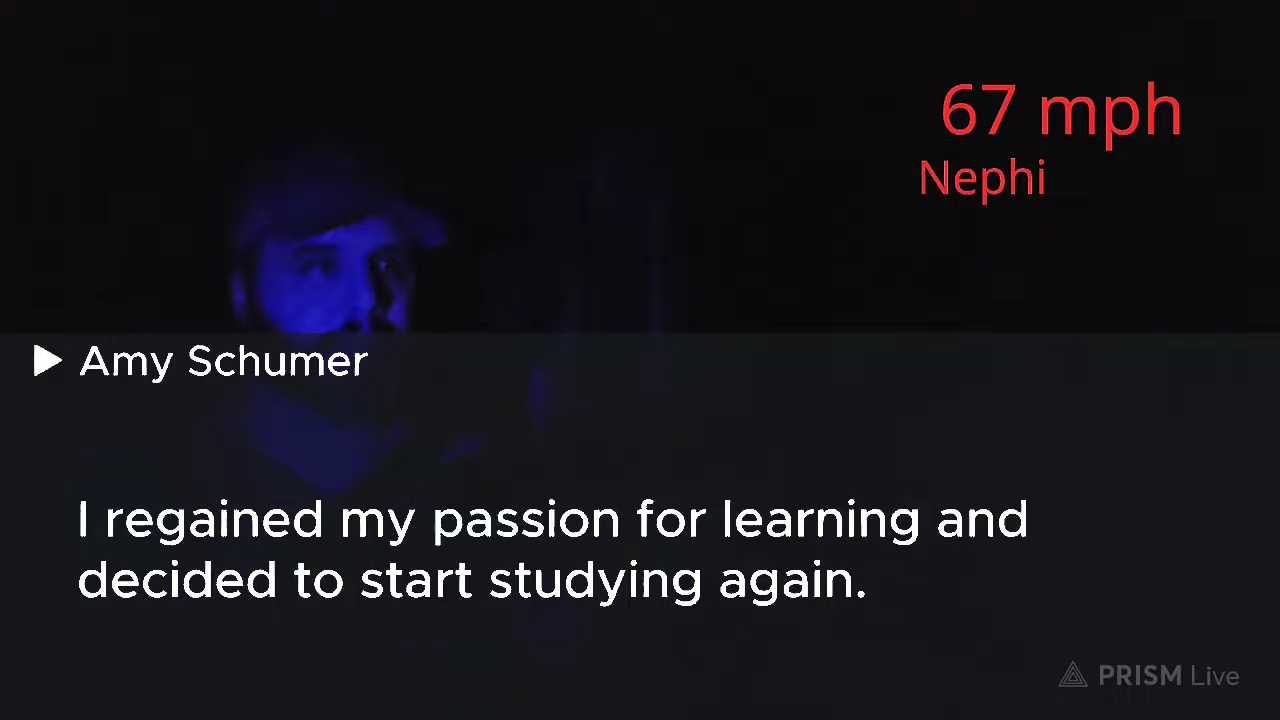 67 mph
Nephi
Amy Schumer
I regained my passion for learning and
decided to start studying again.
PRISM Live